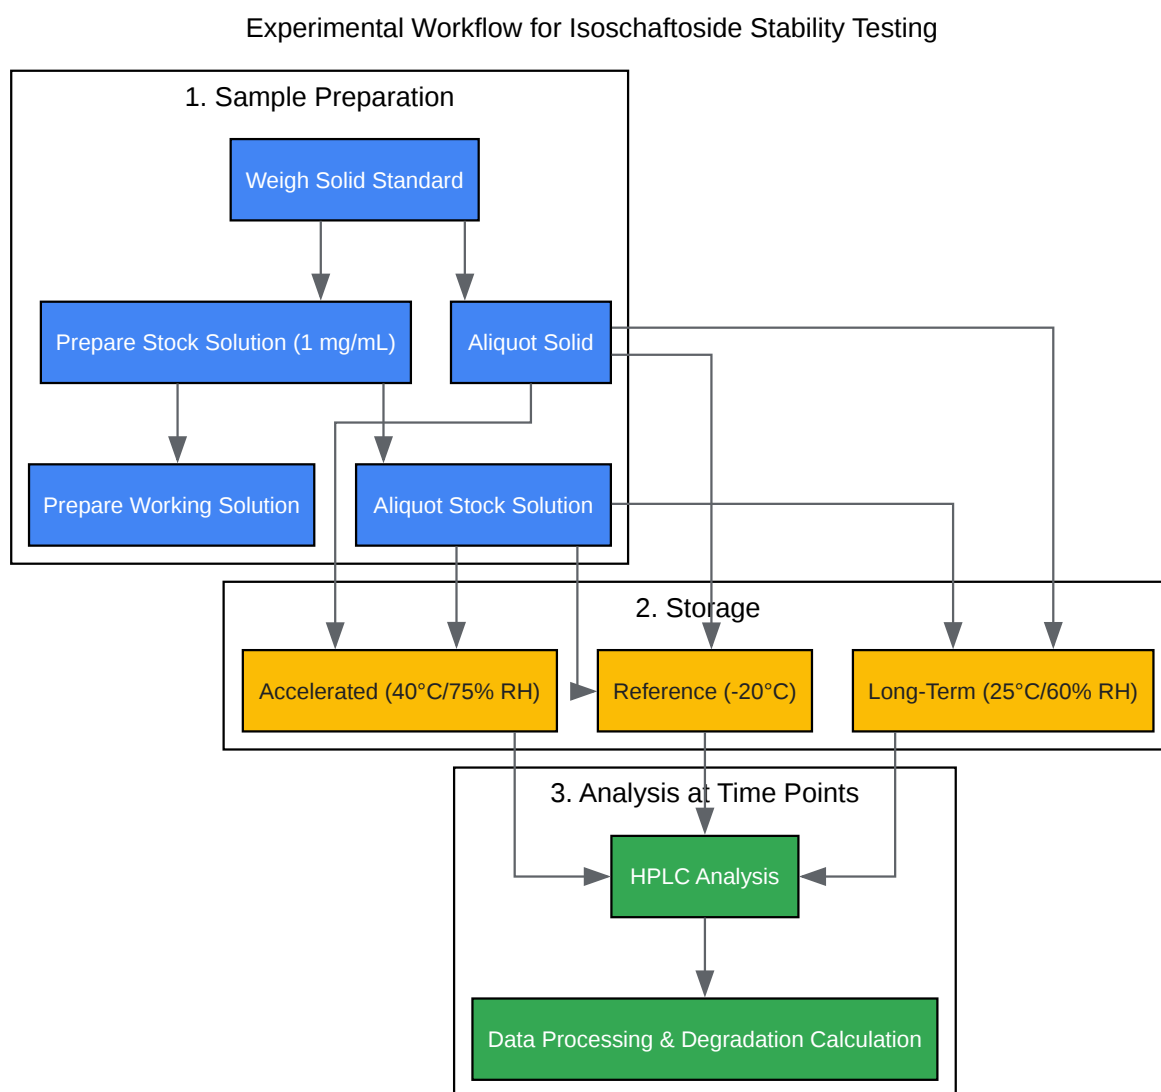 Experimental Workflow for Isoschaftoside Stability Testing
1. Sample Preparation
Weigh Solid Standard
Prepare Stock Solution (1 mg/mL)
Aliquot Solid
Prepare Working Solution
Aliquot Stock Solution
2. Storage
Accelerated (40°C/75% RH)
Reference (-20°C)
Long-Term (25°C/60% RH)
3. Analysis at Time Points
HPLC Analysis
Data Processing & Degradation Calculation